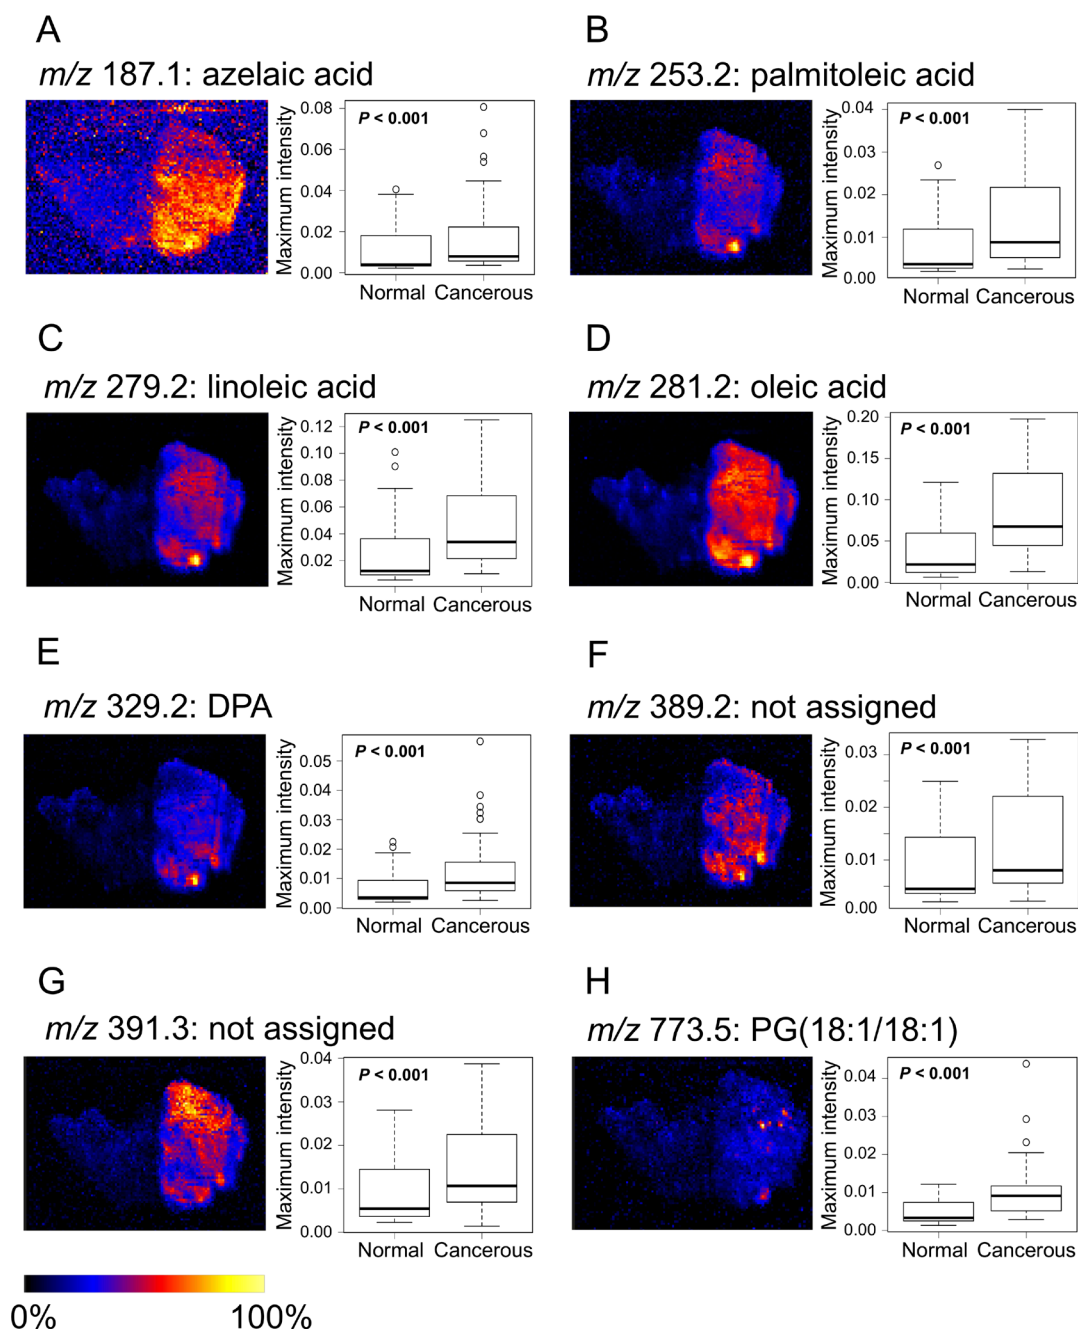 A
m/z 187.1: azelaic acid
Maximum intensity
0.08
0.06
0.04
0.02
0.00
P < 0.001
Normal Cancerous
B
m/z 253.2: palmitoleic acid
Maximum intensity
0.04
0.03
0.02
0.01
0.00
P < 0.001
Normal Cancerous
C
m/z 279.2: linoleic acid
Maximum intensity
0.12
0.10
0.08
0.06
0.04
0.02
P < 0.001
Normal Cancerous
D
m/z 281.2: oleic acid
Maximum intensity
0.20
0.15
0.10
0.05
0.00
P < 0.001
Normal Cancerous
E
m/z 329.2: DPA
Maximum intensity
0.05
0.04
0.03
0.02
0.01
0.00
P < 0.001
Normal Cancerous
F
m/z 389.2: not assigned
Maximum intensity
0.03
0.02
0.01
0.00
P < 0.001
Normal Cancerous
G
m/z 391.3: not assigned
Maximum intensity
0.04
0.03
0.02
0.01
0.00
P < 0.001
Normal Cancerous
H
m/z 773.5: PG(18:1/18:1)
Maximum intensity
0.04
0.03
0.02
0.01
0.00
P < 0.001
Normal Cancerous
0% 100%